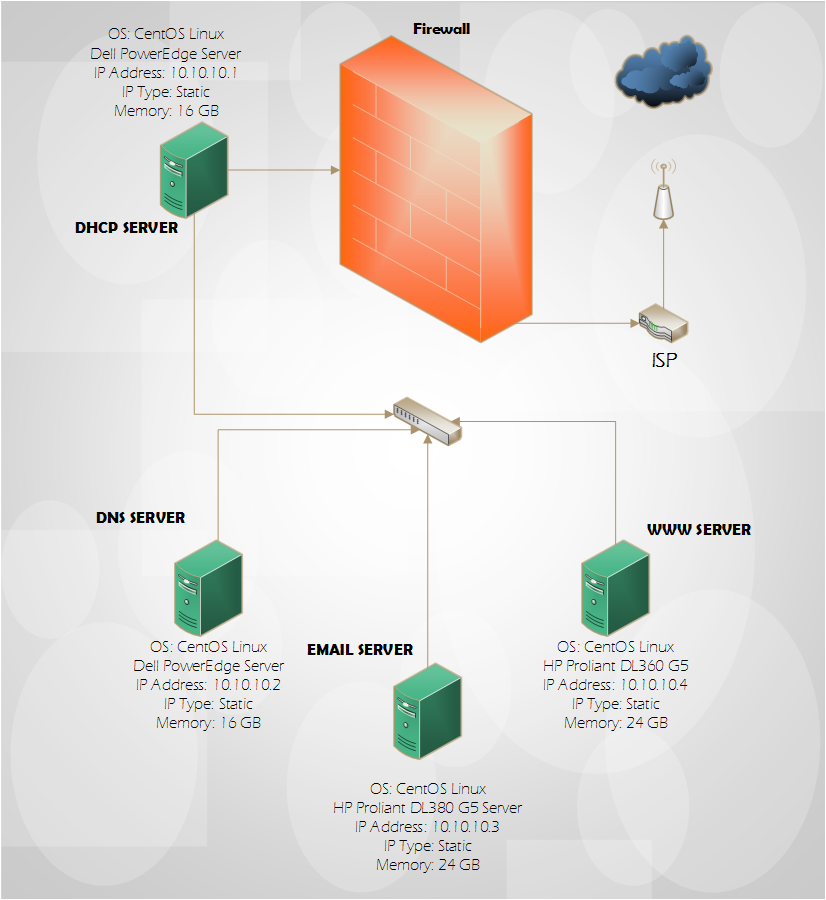 Firewall
OS: CentOS Linux
Dell PowerEdge Server
IP Address: 10.10.10.1
IP Type: Static
Memory: 16 GB
DHCP SERVER
ISP
DNS SERVER
OS: CentOS Linux
Dell PowerEdge Server
IP Address: 10.10.10.2
IP Type: Static
Memory: 16 GB
EMAIL SERVER
OS: CentOS Linux
HP Proliant DL380 G5 Server
IP Address: 10.10.10.3
IP Type: Static
Memory: 24 GB
WWW SERVER
OS: CentOS Linux
HP Proliant DL360 G5
IP Address: 10.10.10.4
IP Type: Static
Memory: 24 GB